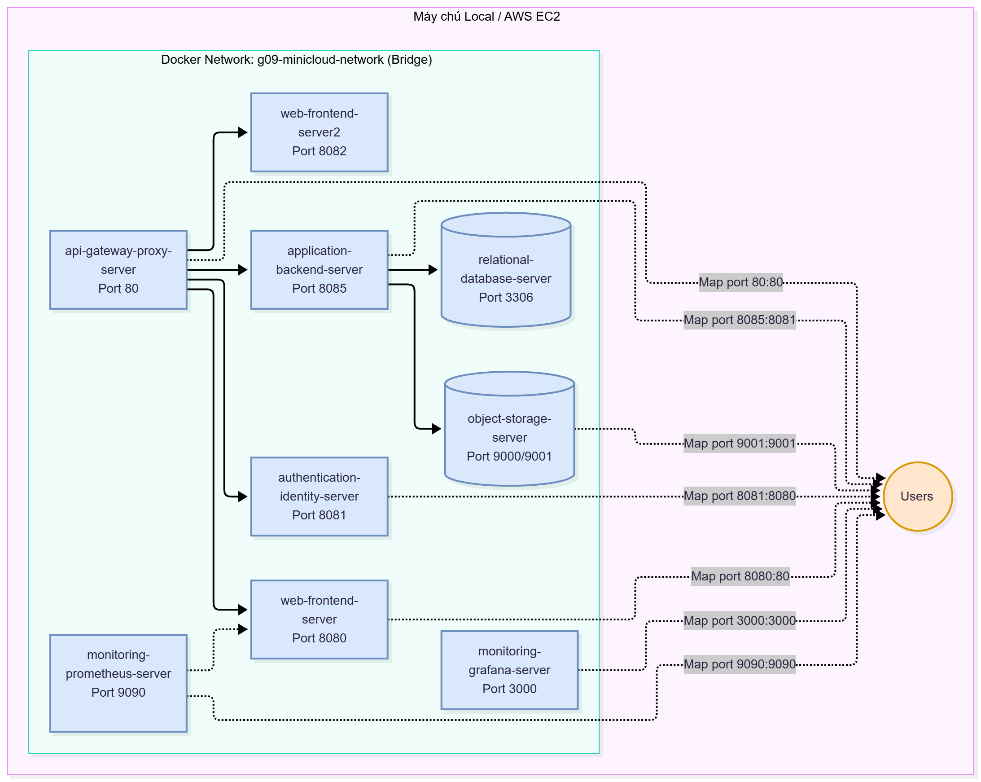 Máy chủ Local / AWS EC2
Docker Network: g09-minicloud-network (Bridge)
web-frontend-
server2
Port 8082
api-gateway-proxy-
server
Port 80
application-
backend-server
Port 8085
relational-
database-server
Port 3306
Map port 80:80
Map port 8085:8081
object-storage-
server
Port 9000/9001
Map port 9001:9001
authentication-
identity-server
Port 8081
Map port 8081:8080
Users
web-frontend-
server
Port 8080
Map port 8080:80
monitoring-
prometheus-server
Port 9090
monitoring-
grafana-server
Port 3000
Map port 3000:3000
Map port 9090:9090